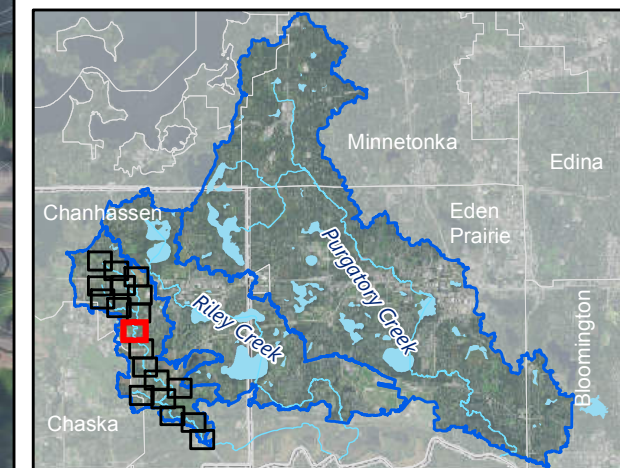 Minnetonka
Edina
Chanhassen
Eden
Prairie
Purgatory Creek
Riley Creek
Bloomington
Chaska